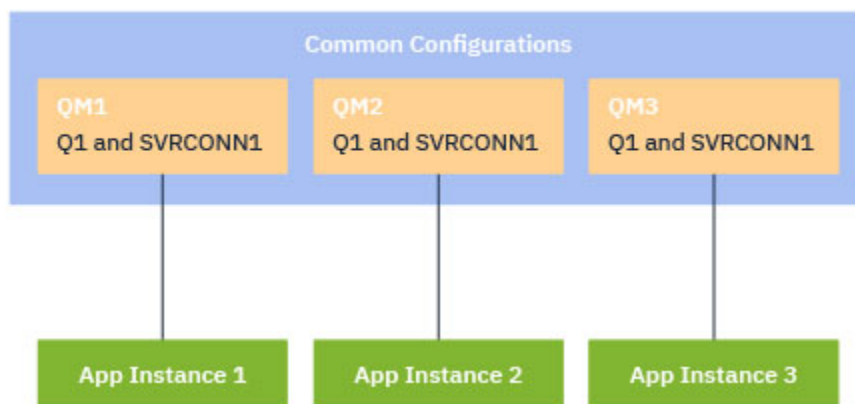 Common Configurations
QM1
Q1 and SVRCONN1
QM2
Q1 and SVRCONN1
QM3
Q1 and SVRCONN1
App Instance 1
App Instance 2
App Instance 3